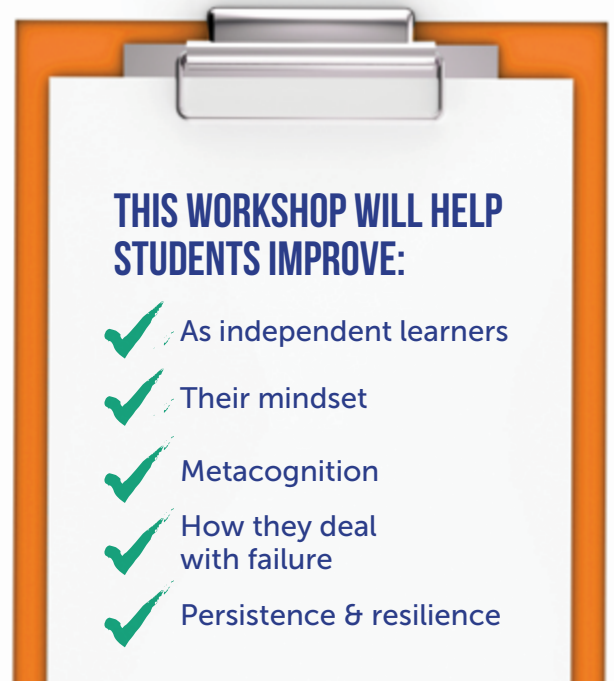 THIS WORKSHOP WILL HELP
STUDENTS IMPROVE:
As independent learners
Their mindset
Metacognition
How they deal
with failure
Persistence & resilience